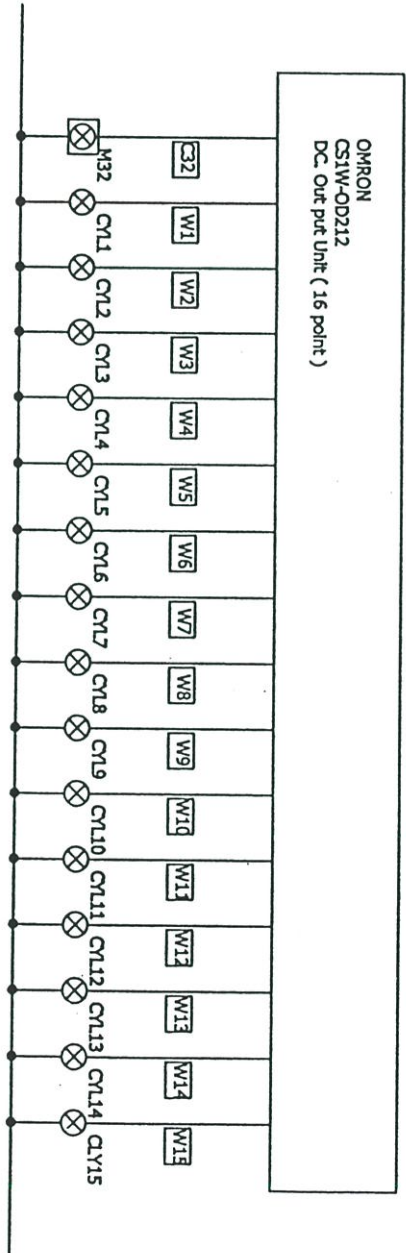 OMRON
CS1W-OD212
DC. Out put Unit ( 16 point )
C32
W1
W2
W3
W4
W5
W6
W7
W8
W9
W10
W11
W12
W13
W14
W15
M32
CYL1
CYL2
CYL3
CYL4
CYL5
CYL6
CYL7
CYL8
CYL9
CYL10
CYL11
CYL12
CYL13
CYL14
CLY15